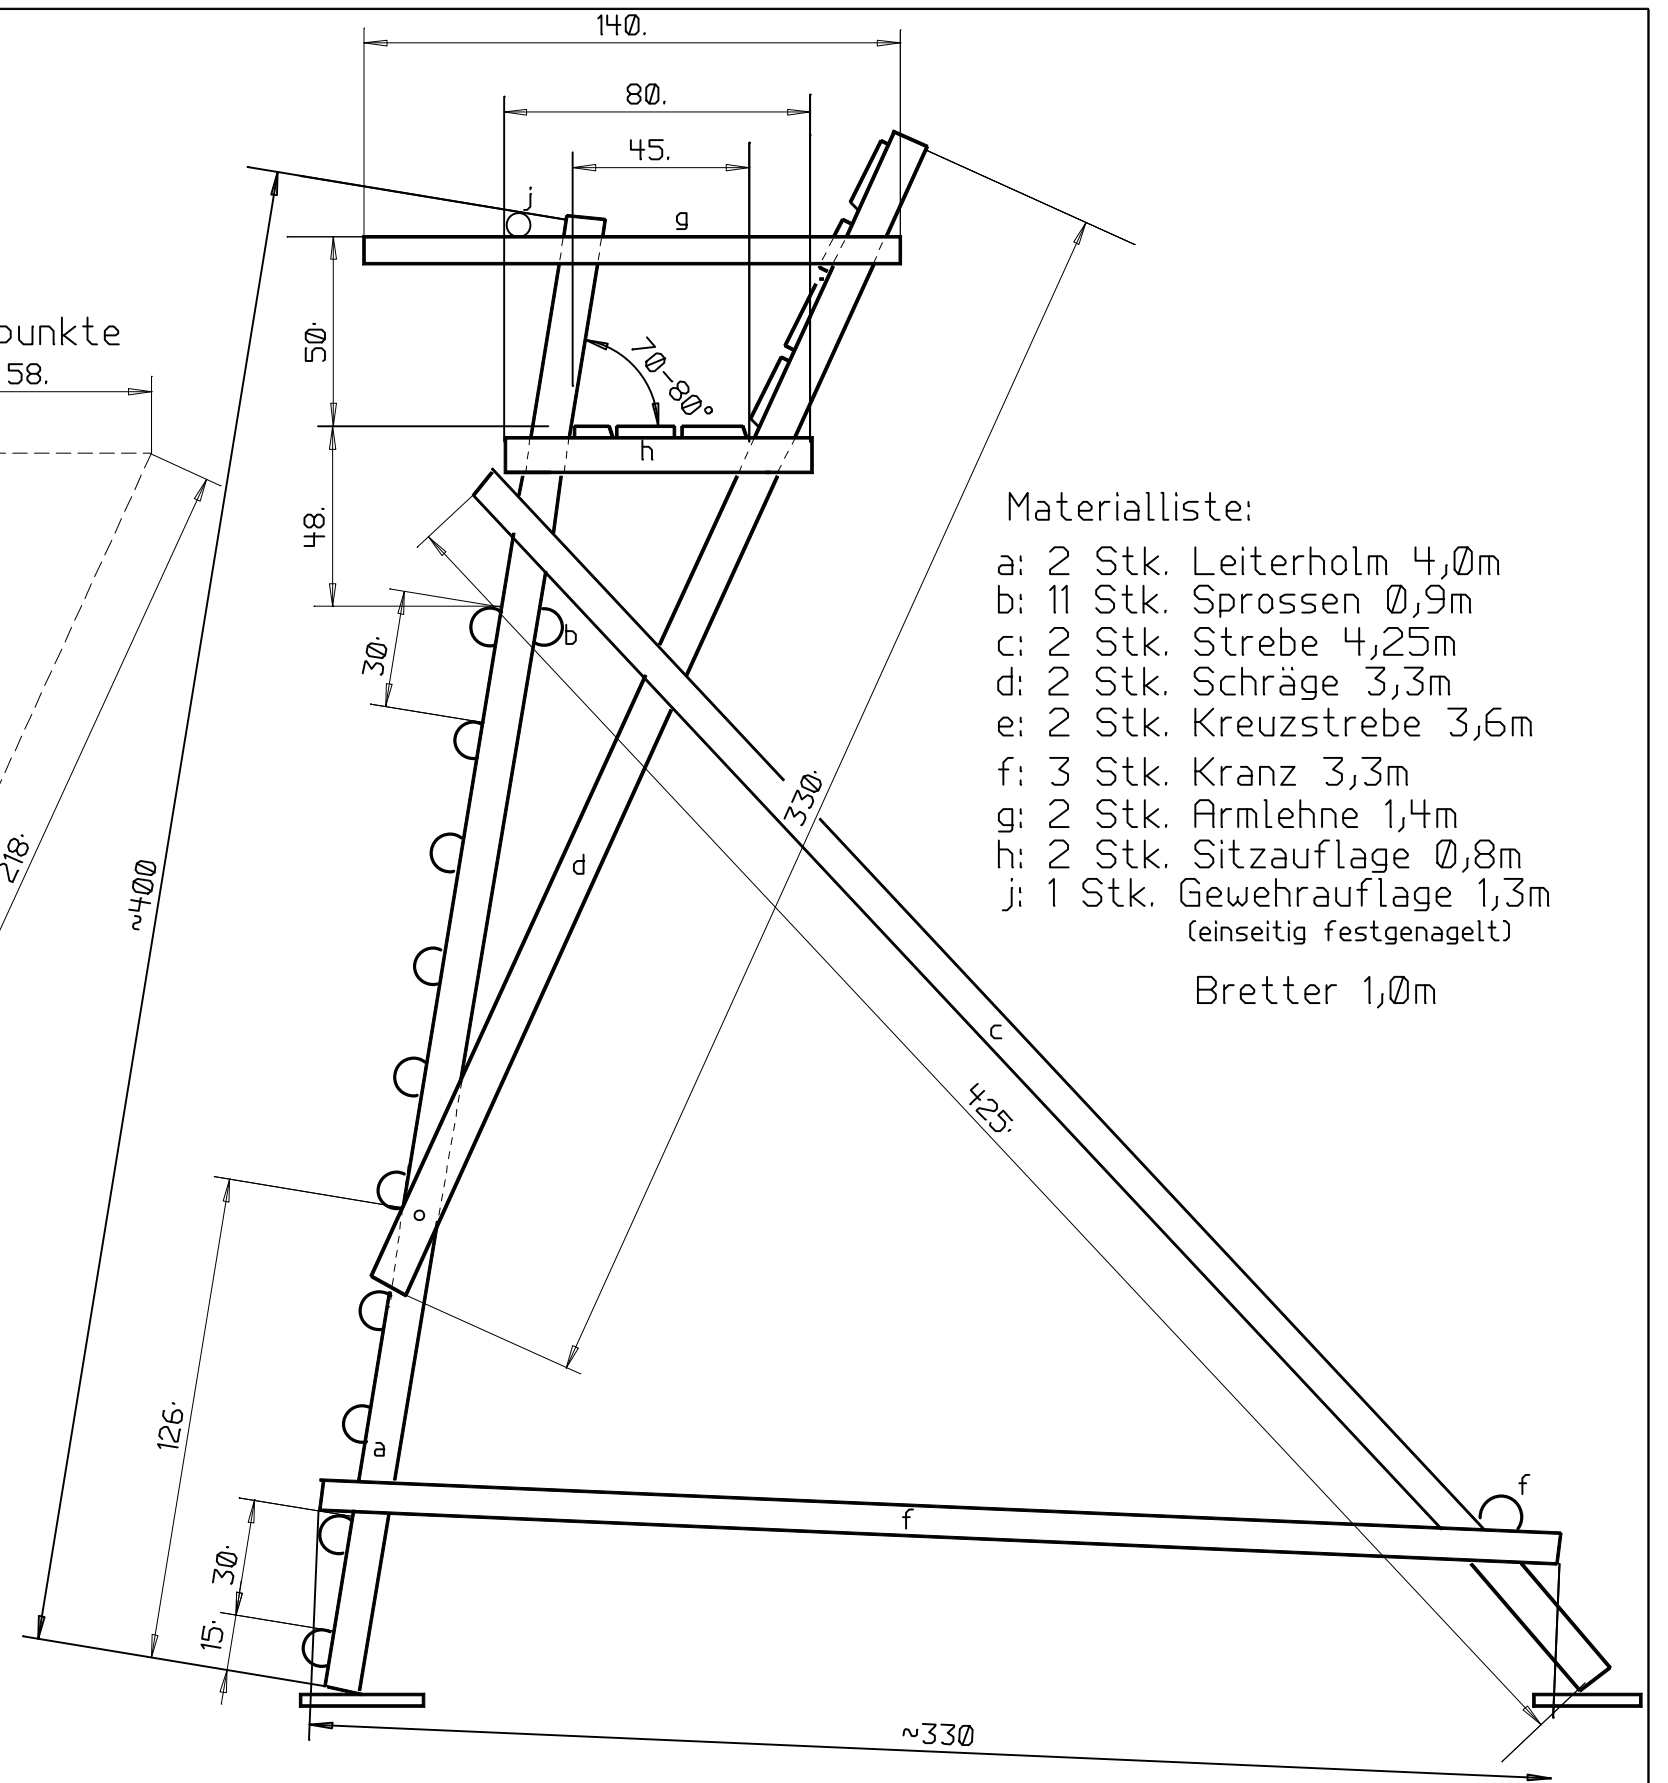 140.
80.
45.
j
g
punkte
58.
50.
70-80°
h
48.
Materialliste:
a: 2 Stk. Leiterholm 4,0m
b: 11 Stk. Sprossen 0,9m
c: 2 Stk. Strebe 4,25m
d: 2 Stk. Schräge 3,3m
e: 2 Stk. Kreuzstrebe 3,6m
f: 3 Stk. Kranz 3,3m
g: 2 Stk. Armlehne 1,4m
h: 2 Stk. Sitzauflage 0,8m
j: 1 Stk. Gewehrauflage 1,3m
(einseitig festgenagelt)
Bretter 1,0m
b
30.
330.
218.
d
~400
c
425.
126.
a
f
f
30.
15.
~330